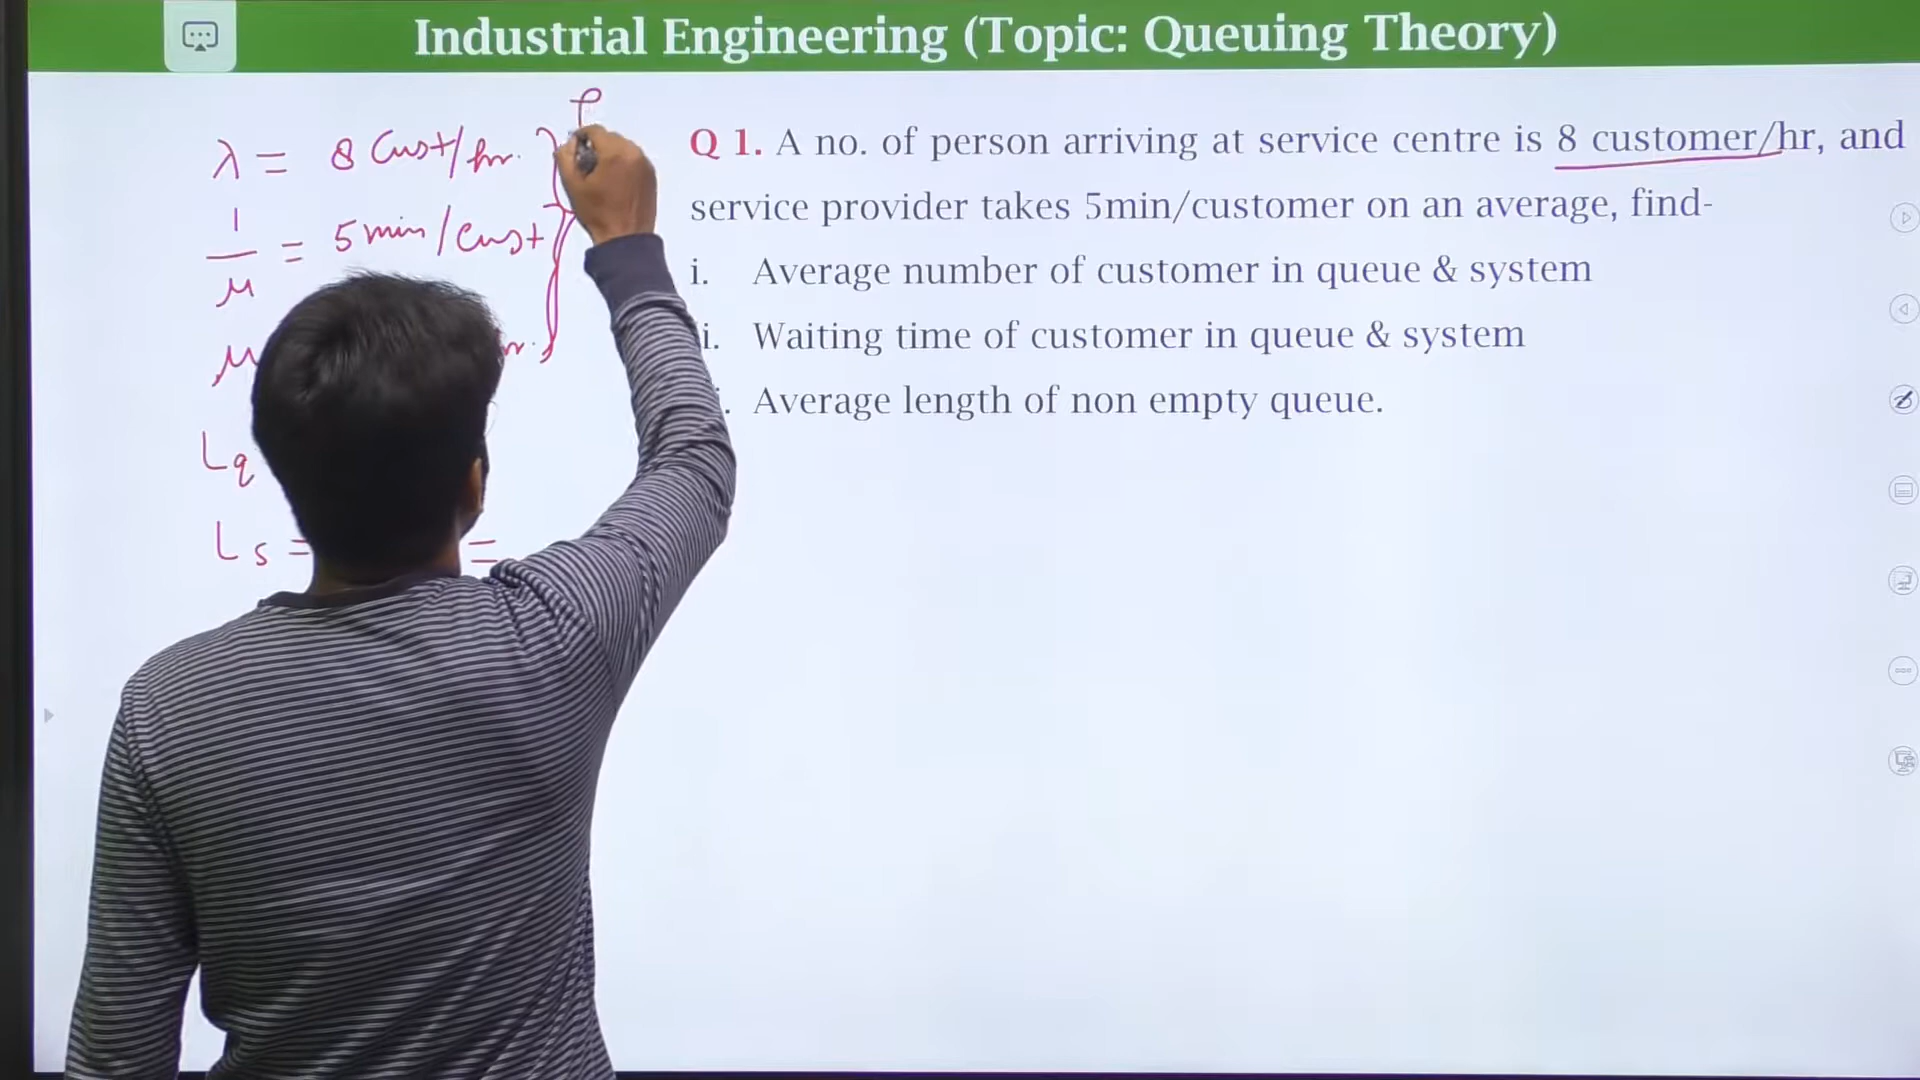 Industrial Engineering (Topic: Queuing Theory)
λ = 8 Cust/hr.
1/μ = 5 min/cust
μ
Lq
Ls = =
ρ
Q 1. A no. of person arriving at service centre is 8 customer/hr, and
service provider takes 5min/customer on an average, find-
i. Average number of customer in queue & system
i. Waiting time of customer in queue & system
. Average length of non empty queue.